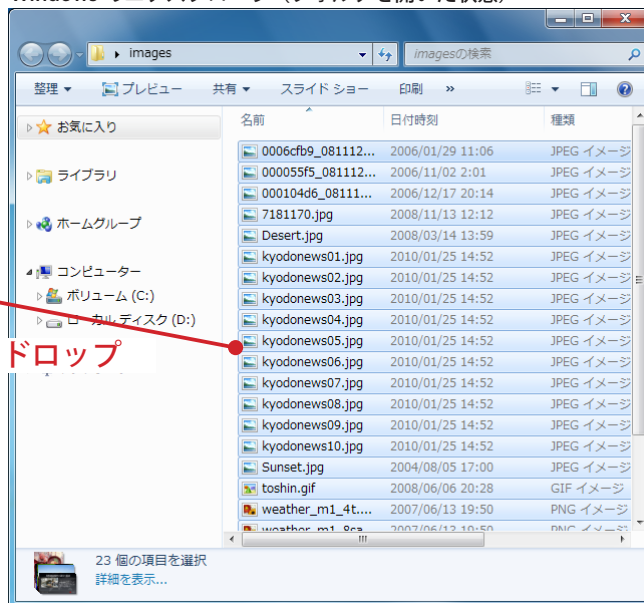 images
imagesの検索
整理 ▼ プレビュー 共有 ▼ スライド ショー 印刷 »
名前 日付時刻 種類
お気に入り
ライブラリ
ホームグループ
コンピューター
ボリューム (C:)
ローカル ディスク (D:)
ドロップ
0006cfb9_081112... 2006/01/29 11:06 JPEG イメージ
000055f5_081112... 2006/11/02 2:01 JPEG イメージ
000104d6_08111... 2006/12/17 20:14 JPEG イメージ
7181170.jpg 2008/11/13 12:12 JPEG イメージ
Desert.jpg 2008/03/14 13:59 JPEG イメージ
kyodonews01.jpg 2010/01/25 14:52 JPEG イメージ
kyodonews02.jpg 2010/01/25 14:52 JPEG イメージ
kyodonews03.jpg 2010/01/25 14:52 JPEG イメージ
kyodonews04.jpg 2010/01/25 14:52 JPEG イメージ
kyodonews05.jpg 2010/01/25 14:52 JPEG イメージ
kyodonews06.jpg 2010/01/25 14:52 JPEG イメージ
kyodonews07.jpg 2010/01/25 14:52 JPEG イメージ
kyodonews08.jpg 2010/01/25 14:52 JPEG イメージ
kyodonews09.jpg 2010/01/25 14:52 JPEG イメージ
kyodonews10.jpg 2010/01/25 14:52 JPEG イメージ
Sunset.jpg 2004/08/05 17:00 JPEG イメージ
toshin.gif 2008/06/06 20:28 GIF イメージ
weather_m1_4t.... 2007/06/13 19:50 PNG イメージ
weather_m1_8ca 2007/06/13 19:50 PNG イメージ
23 個の項目を選択
詳細を表示...